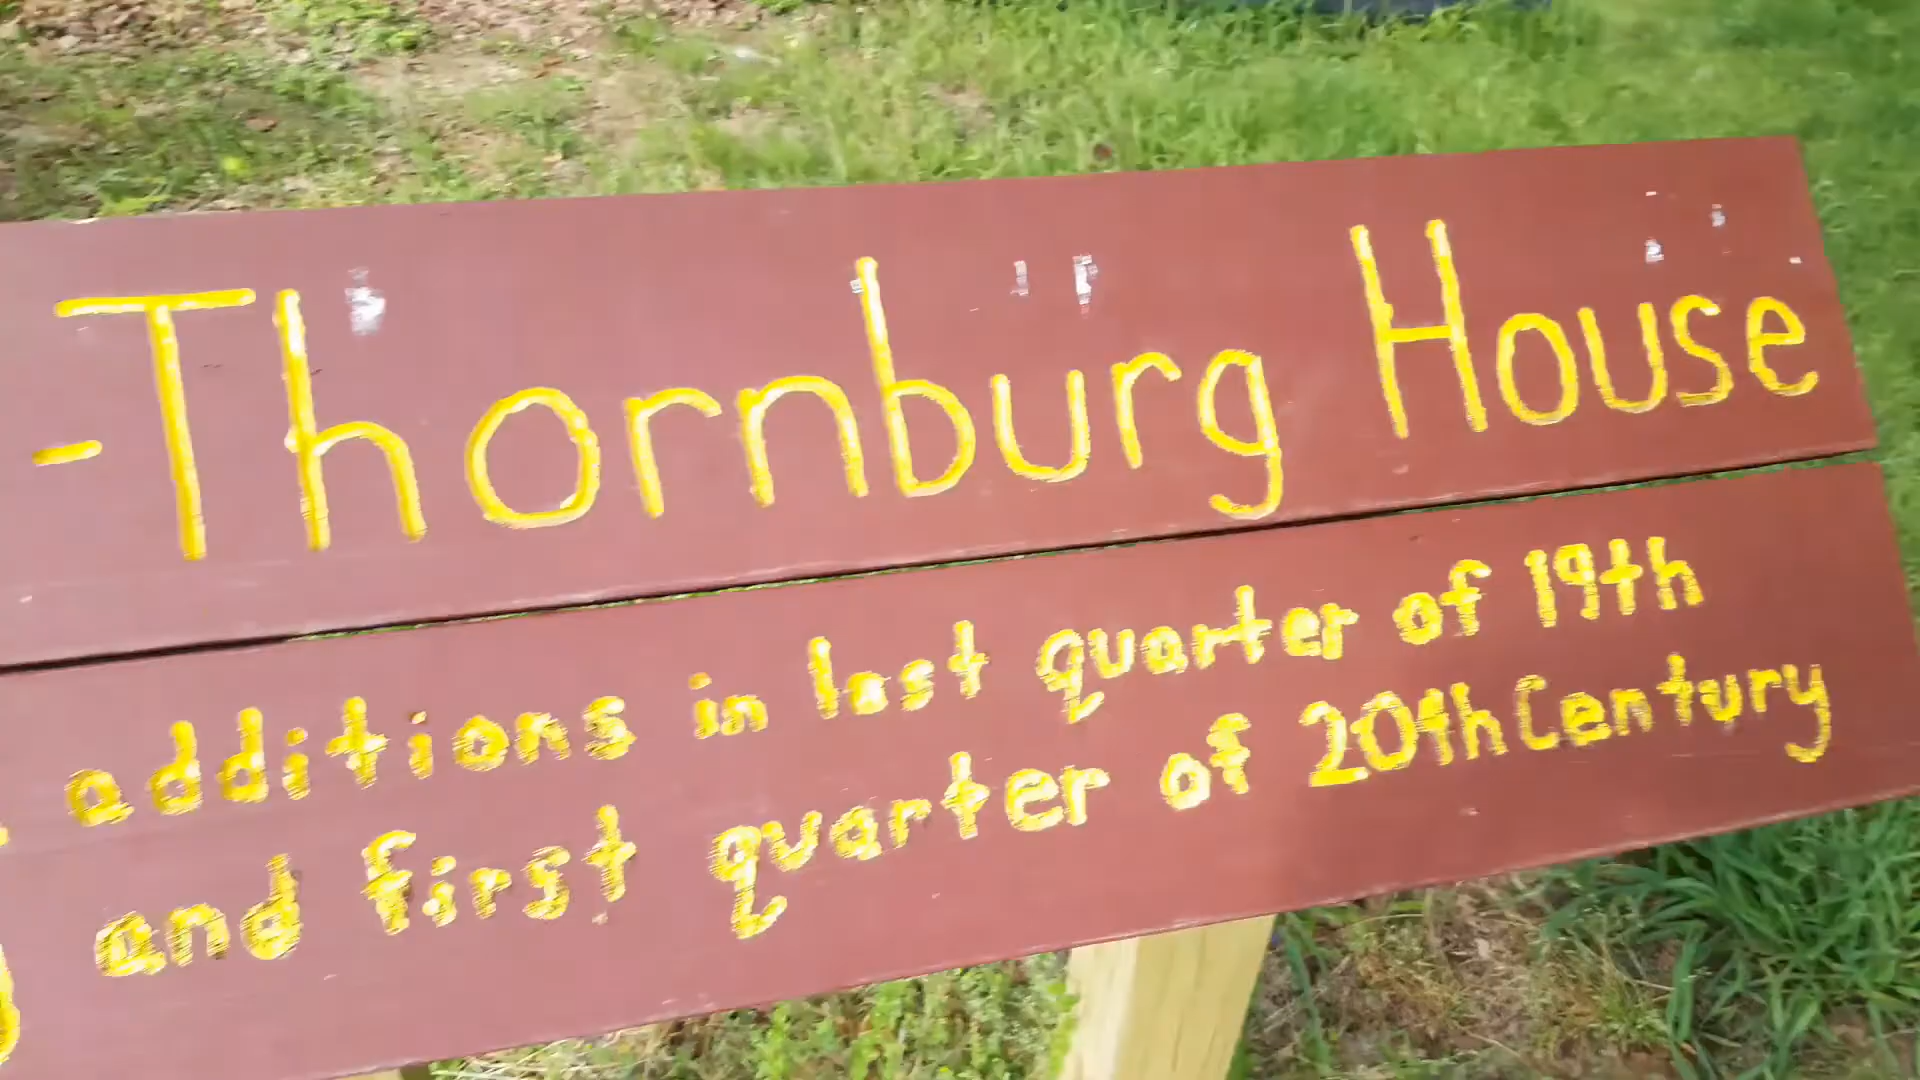 -Thornburg House
additions in last quarter of 19th
and first quarter of 20th Century